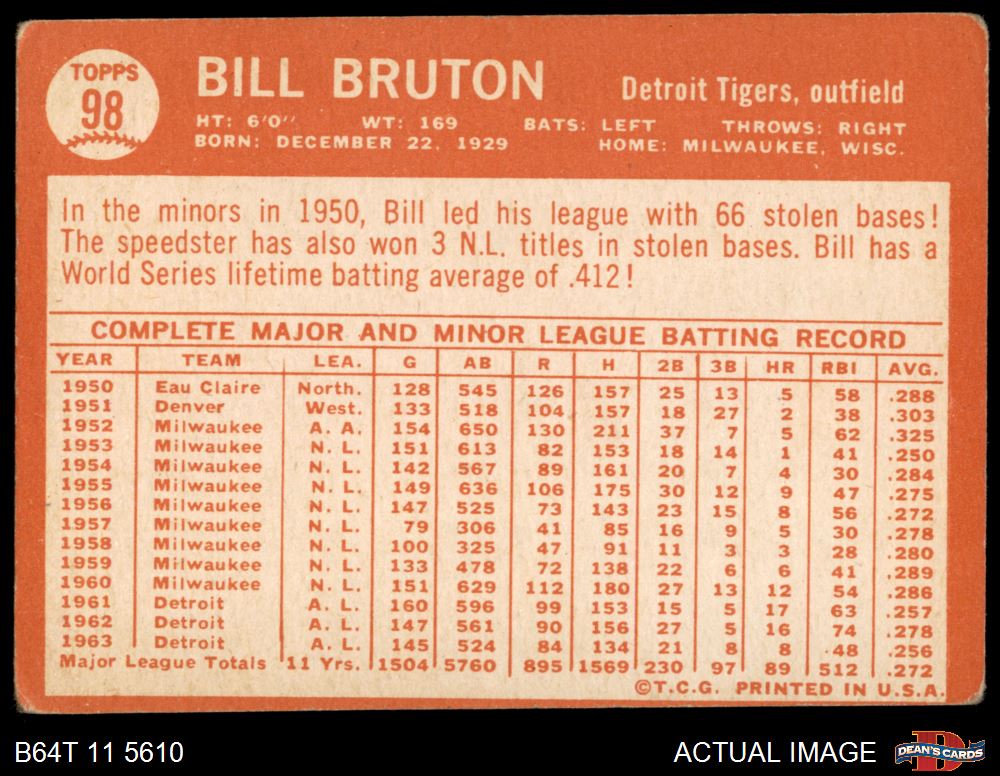 TOPPS
98
BILL BRUTON
Detroit Tigers, outfield
HT: 6'0" WT: 169 BATS: LEFT THROWS: RIGHT
BORN: DECEMBER 22, 1929 HOME: MILWAUKEE, WISC.
In the minors in 1950, Bill led his league with 66 stolen bases!
The speedster has also won 3 N.L. titles in stolen bases. Bill has a
World Series lifetime batting average of .412!
COMPLETE MAJOR AND MINOR LEAGUE BATTING RECORD
YEAR TEAM LEA. G AB R H 2B 3B HR RBI AVG.
1950 Eau Claire North. 128 545 126 157 25 13 5 58 .288
1951 Denver West. 133 518 104 157 18 27 2 38 .303
1952 Milwaukee A. A. 154 650 130 211 37 7 5 62 .325
1953 Milwaukee N. L. 151 613 82 153 18 14 1 41 .250
1954 Milwaukee N. L. 142 567 89 161 20 7 4 30 .284
1955 Milwaukee N. L. 149 636 106 175 30 12 9 47 .275
1956 Milwaukee N. L. 147 525 73 143 23 15 8 56 .272
1957 Milwaukee N. L. 79 306 41 85 16 9 5 30 .278
1958 Milwaukee N. L. 100 325 47 91 11 3 3 28 .280
1959 Milwaukee N. L. 133 478 72 138 22 6 6 41 .289
1960 Milwaukee N. L. 151 629 112 180 27 13 12 54 .286
1961 Detroit A. L. 160 596 99 153 15 5 17 63 .257
1962 Detroit A. L. 147 561 90 156 27 5 16 74 .278
1963 Detroit A. L. 145 524 84 134 21 8 8 48 .256
Major League Totals 11 Yrs. 1504 5760 895 1569 230 97 89 512 .272
©T.C.G. PRINTED IN U.S.A.
B64T 11 5610
ACTUAL IMAGE
DEAN'S CARDS